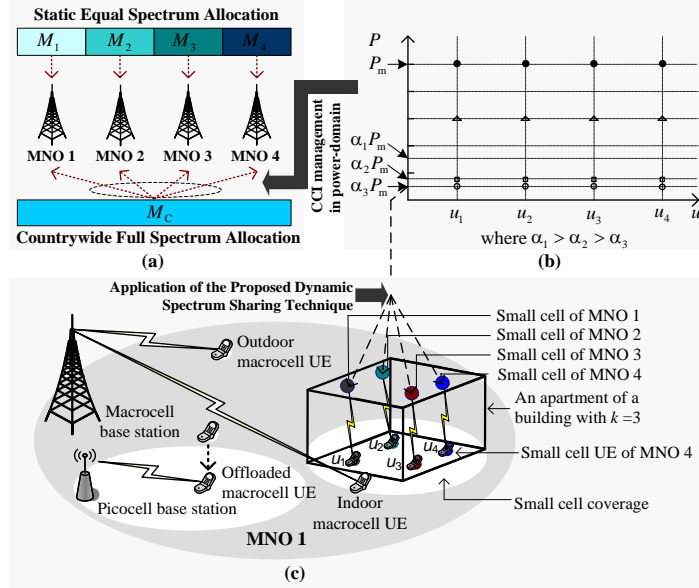 Static Equal Spectrum Allocation
M1 M2 M3 M4
MNO 1 MNO 2 MNO 3 MNO 4
MC
Countrywide Full Spectrum Allocation
(a)
CCI management
in power-domain
P
Pm
α1Pm
α2Pm
α3Pm
u1 u2 u3 u4 u
where α1 > α2 > α3
(b)
Application of the Proposed Dynamic
Spectrum Sharing Technique
Outdoor
macrocell UE
Macrocell
base station
Offloaded
macrocell UE
Picocell base station
Indoor
macrocell UE
MNO 1
u1
u2
u3
u4
Small cell of MNO 1
Small cell of MNO 2
Small cell of MNO 3
Small cell of MNO 4
An apartment of a
building with k =3
Small cell UE of MNO 4
Small cell coverage
(c)